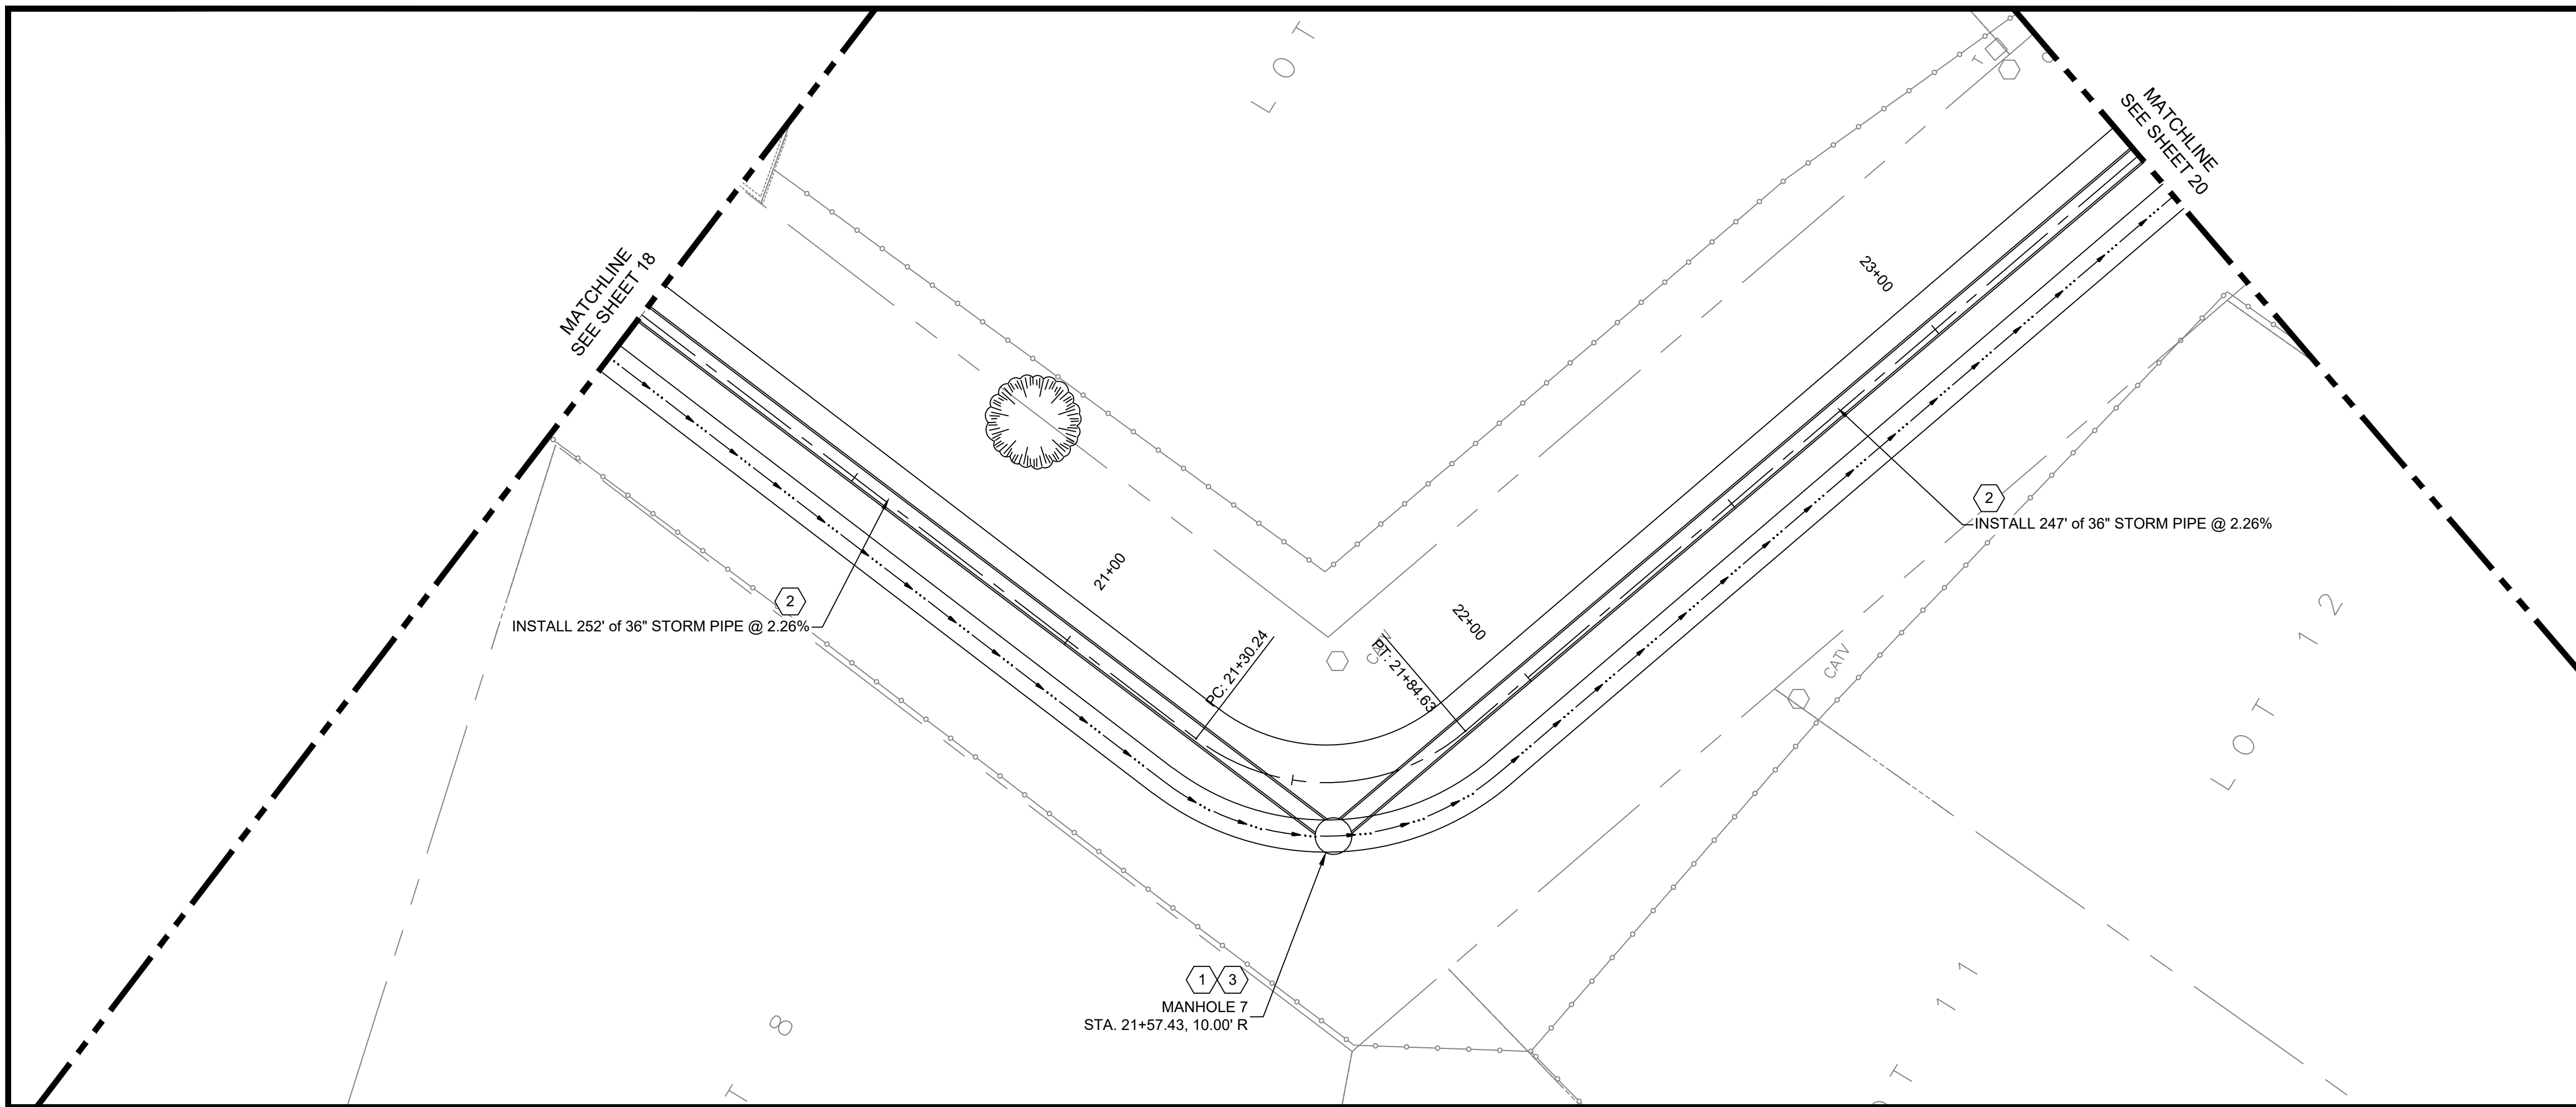 LOT
T
MATCHLINE
SEE SHEET 20
MATCHLINE
SEE SHEET 18
23+00
2
INSTALL 247' of 36" STORM PIPE @ 2.26%
21+00
2
INSTALL 252' of 36" STORM PIPE @ 2.26%
22+00
PC: 21+30.24
PT: 21+84.63
CATV
LOT 12
1 3
MANHOLE 7
STA. 21+57.43, 10.00' R
8
T
11
T